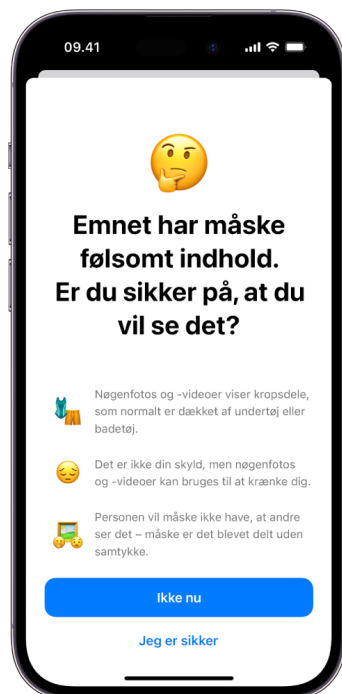 09.41
Emnet har måske
følsomt indhold.
Er du sikker på, at du
vil se det?
Nøgenfotos og -videoer viser kropsdele,
som normalt er dækket af undertøj eller
badetøj.
Det er ikke din skyld, men nøgenfotos
og -videoer kan bruges til at krænke dig.
Personen vil måske ikke have, at andre
ser det – måske er det blevet delt uden
samtykke.
Ikke nu
Jeg er sikker